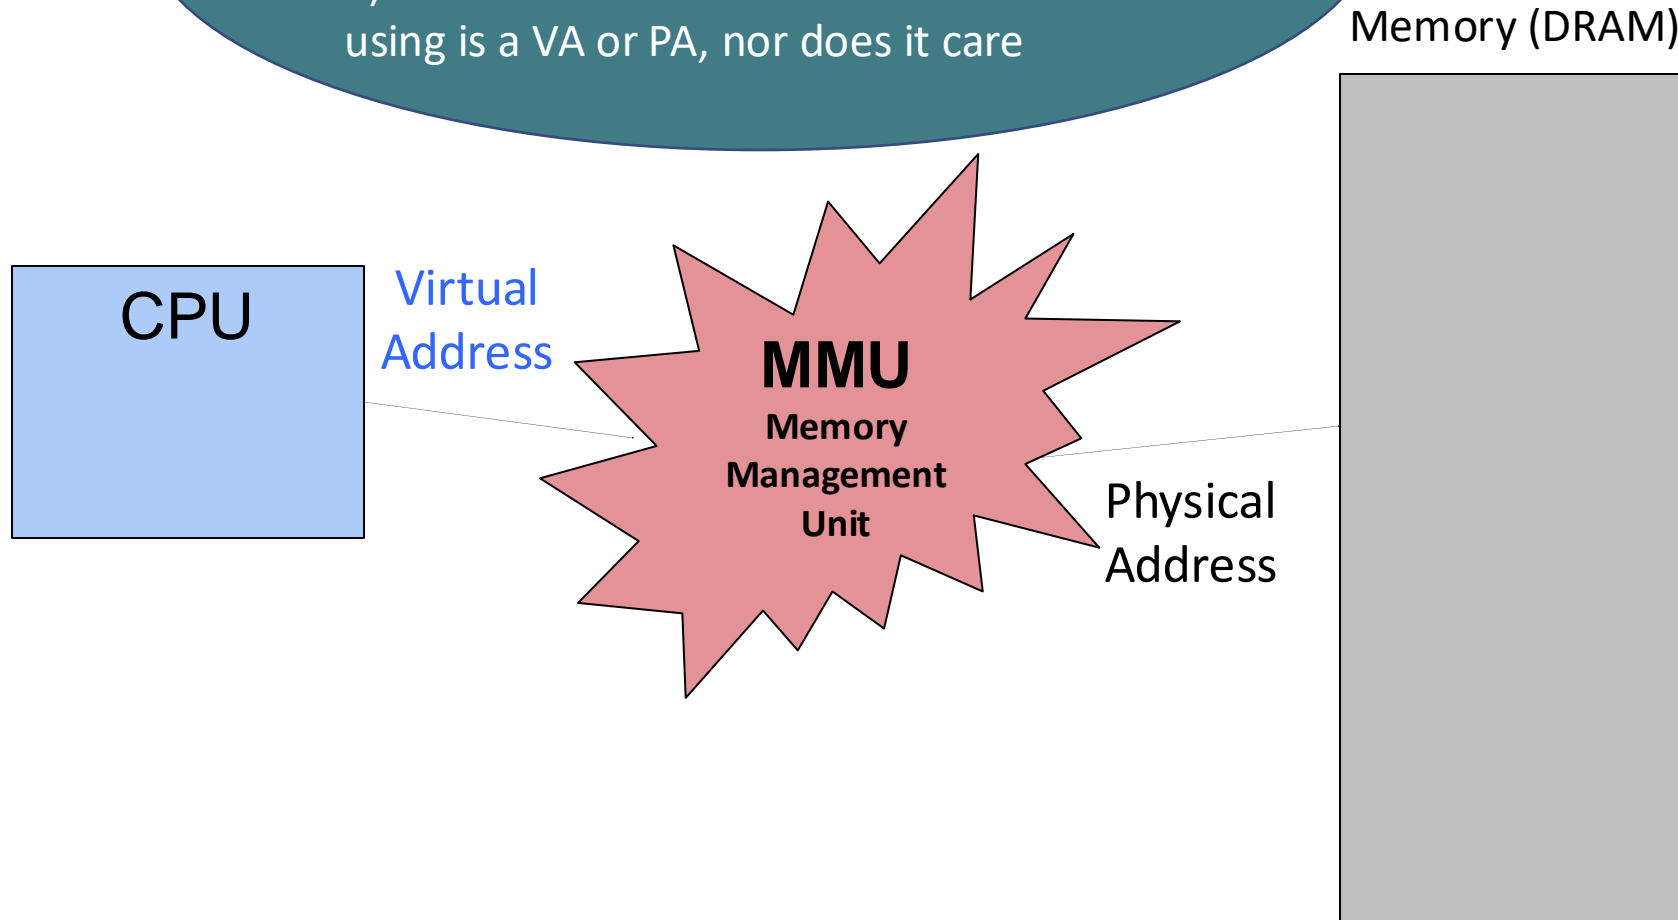 using is a VA or PA, nor does it care
Memory (DRAM)
CPU
Virtual
Address
MMU
Memory
Management
Unit
Physical
Address